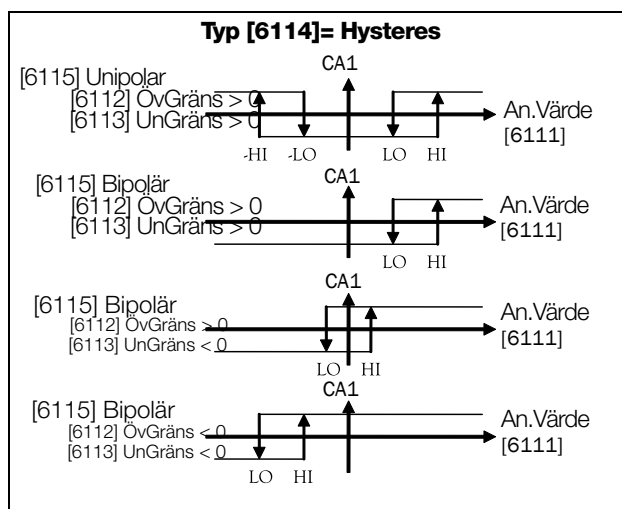 Typ [6114]= Hysteres
CA1
[6115] Unipolar
[6112] ÖvGräns > 0
[6113] UnGräns > 0
An.Värde
[6111]
-HI -LO LO HI
[6115] Bipolär
CA1
[6112] ÖvGräns > 0
[6113] UnGräns > 0
An.Värde
[6111]
LO HI
CA1
[6115] Bipolär
[6112] ÖvGräns > 0
[6113] UnGräns < 0
An.Värde
[6111]
LO HI
CA1
[6115] Bipolär
[6112] ÖvGräns < 0
[6113] UnGräns < 0
An.Värde
[6111]
LO HI